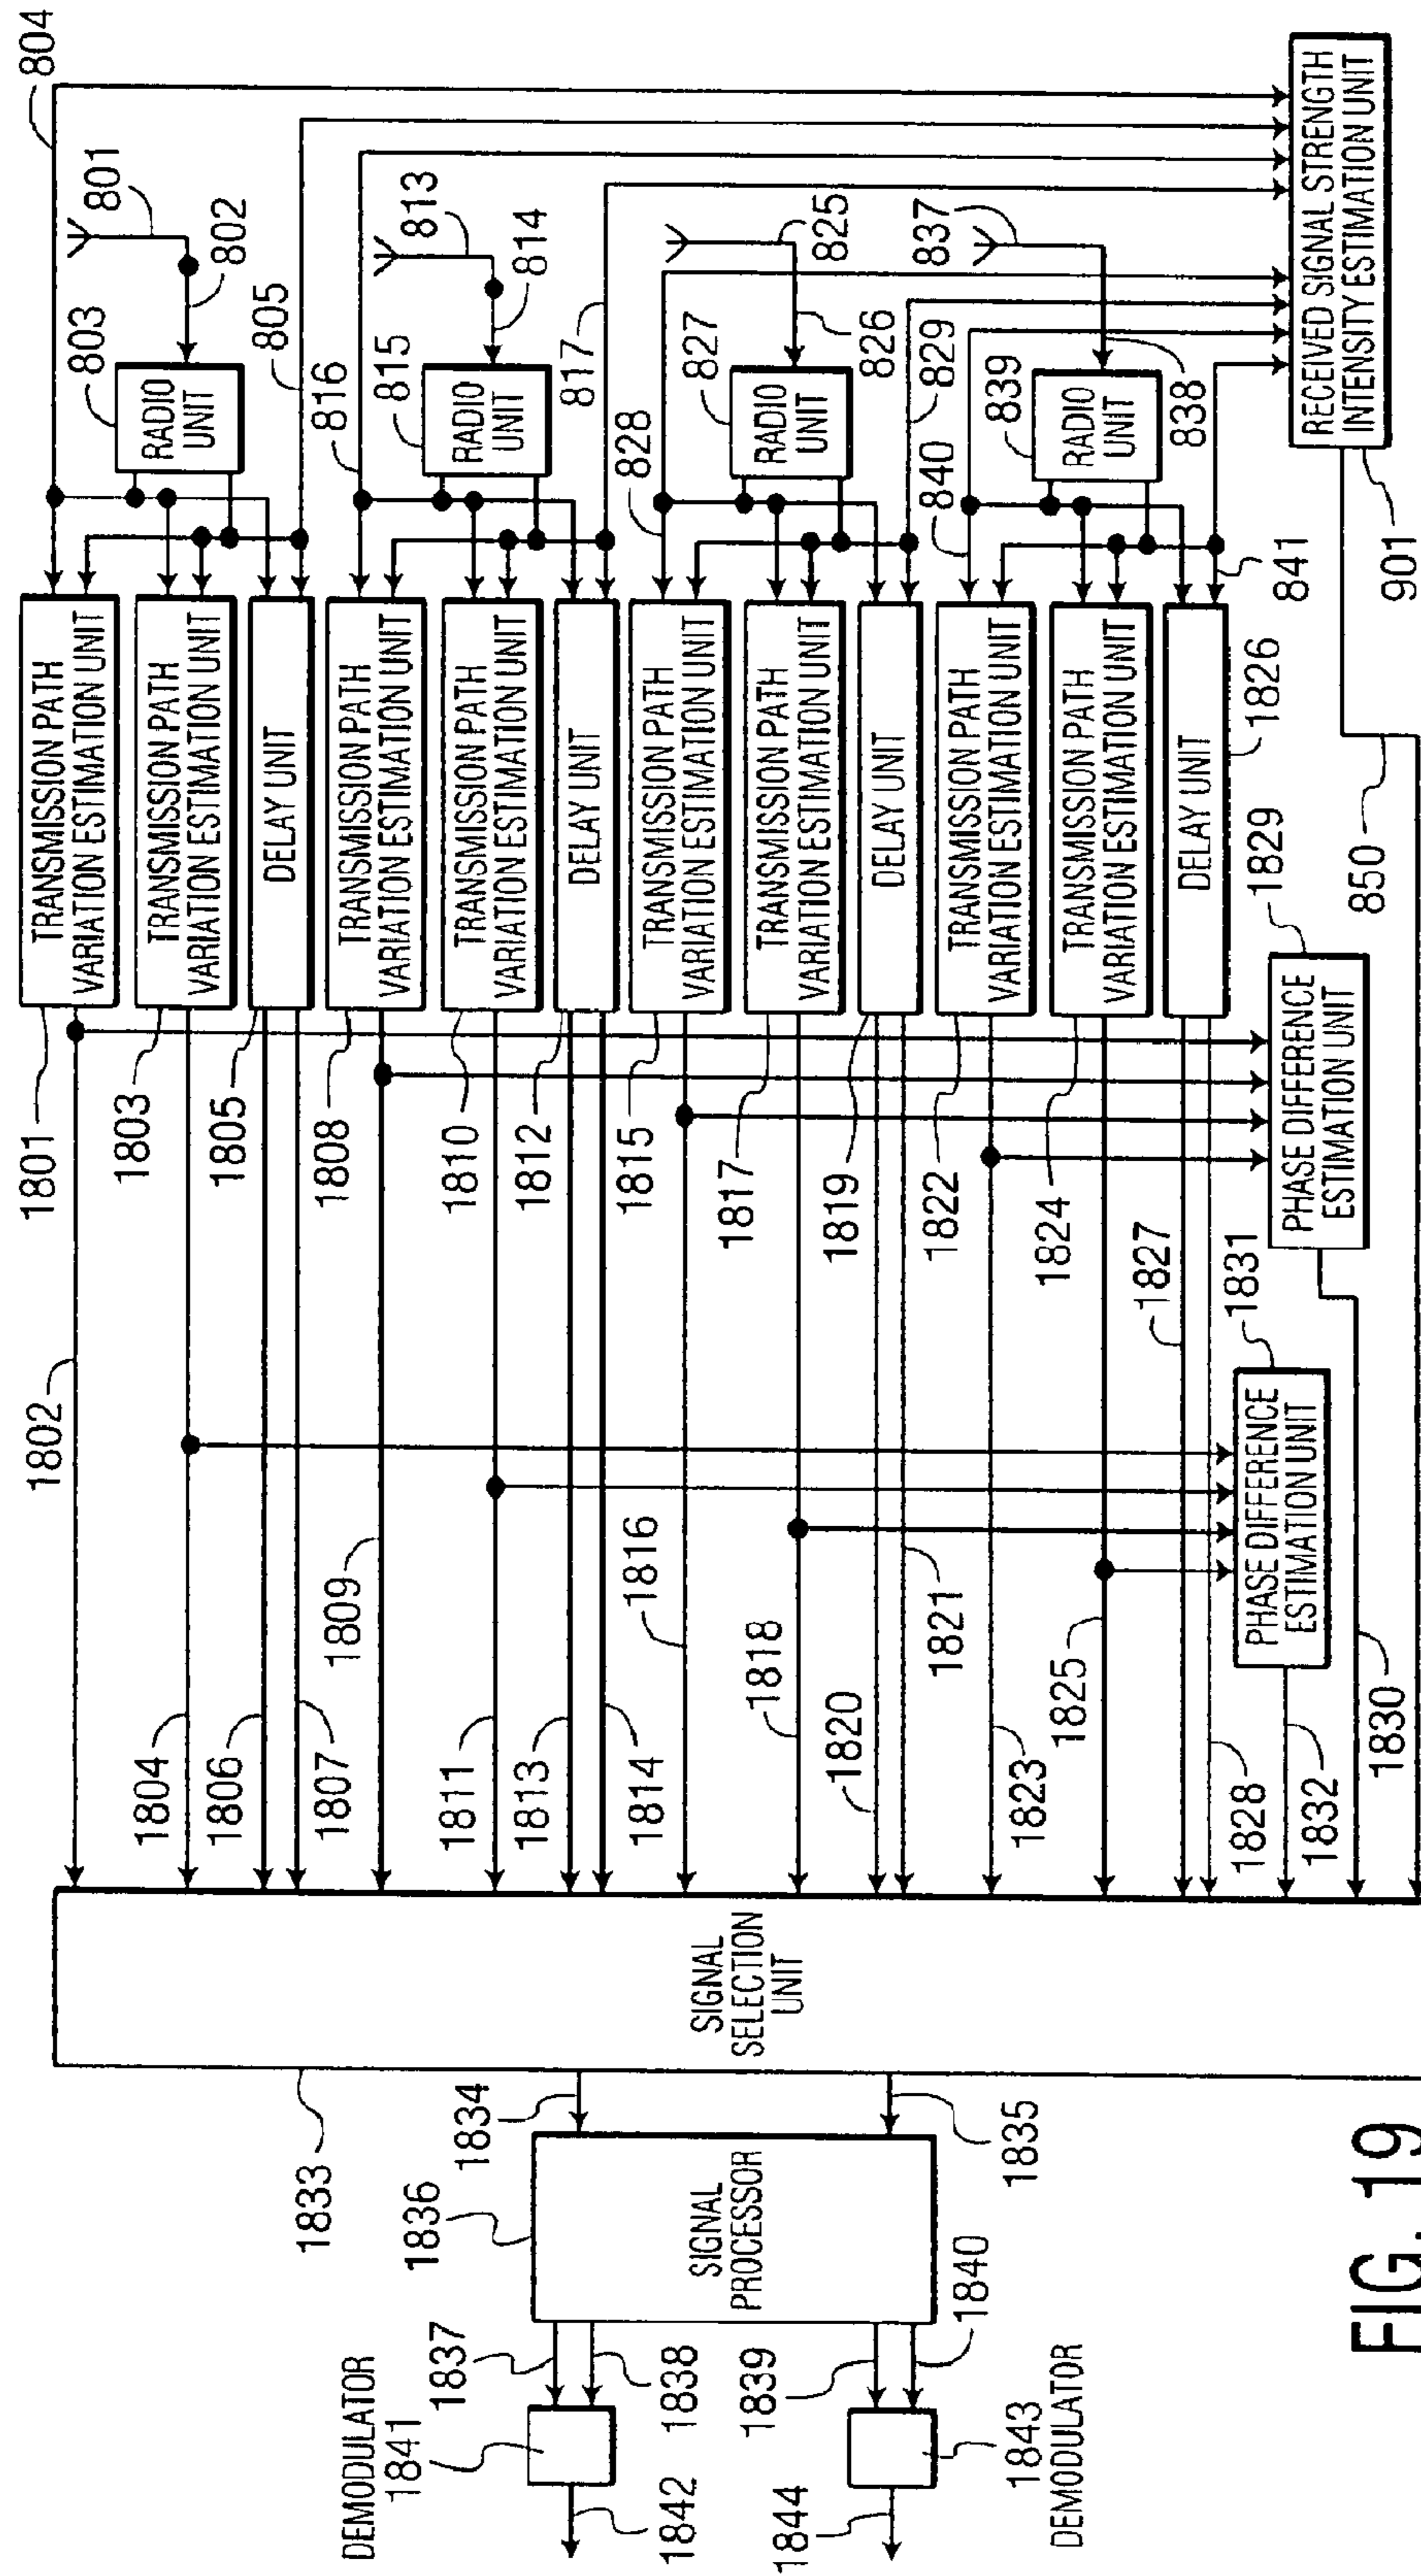 804
801
802
803
RADIO
UNIT
805
816
813
814
815
RADIO
UNIT
817
828
825
827
RADIO
UNIT
826
829
840
837
839
RADIO
UNIT
838
841
RECEIVED SIGNAL STRENGTH
INTENSITY ESTIMATION UNIT
901
850
TRANSMISSION PATH
VARIATION ESTIMATION UNIT
1801
TRANSMISSION PATH
VARIATION ESTIMATION UNIT
1803
DELAY UNIT
1805
TRANSMISSION PATH
VARIATION ESTIMATION UNIT
1808
TRANSMISSION PATH
VARIATION ESTIMATION UNIT
1810
DELAY UNIT
1812
TRANSMISSION PATH
VARIATION ESTIMATION UNIT
1815
TRANSMISSION PATH
VARIATION ESTIMATION UNIT
1817
DELAY UNIT
1819
TRANSMISSION PATH
VARIATION ESTIMATION UNIT
1822
TRANSMISSION PATH
VARIATION ESTIMATION UNIT
1824
DELAY UNIT
1826
1827
PHASE DIFFERENCE
ESTIMATION UNIT
1829
PHASE DIFFERENCE
ESTIMATION UNIT
1831
1802
1804
1806
1807
1809
1811
1813
1814
1816
1818
1820
1821
1823
1825
1828
1832
1830
SIGNAL
SELECTION
UNIT
1833
1834
1835
1836
SIGNAL
PROCESSOR
1837
1838
1839
1840
DEMODULATOR
1841
1842
1843
DEMODULATOR
1844
FIG. 19